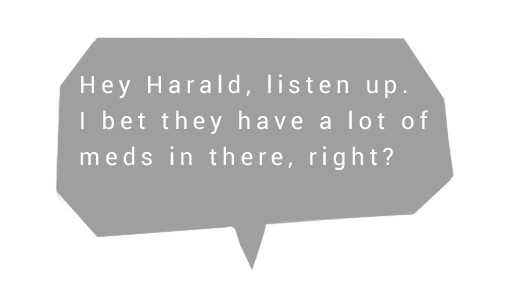 Hey Harald, listen up.
I bet they have a lot of
meds in there, right?